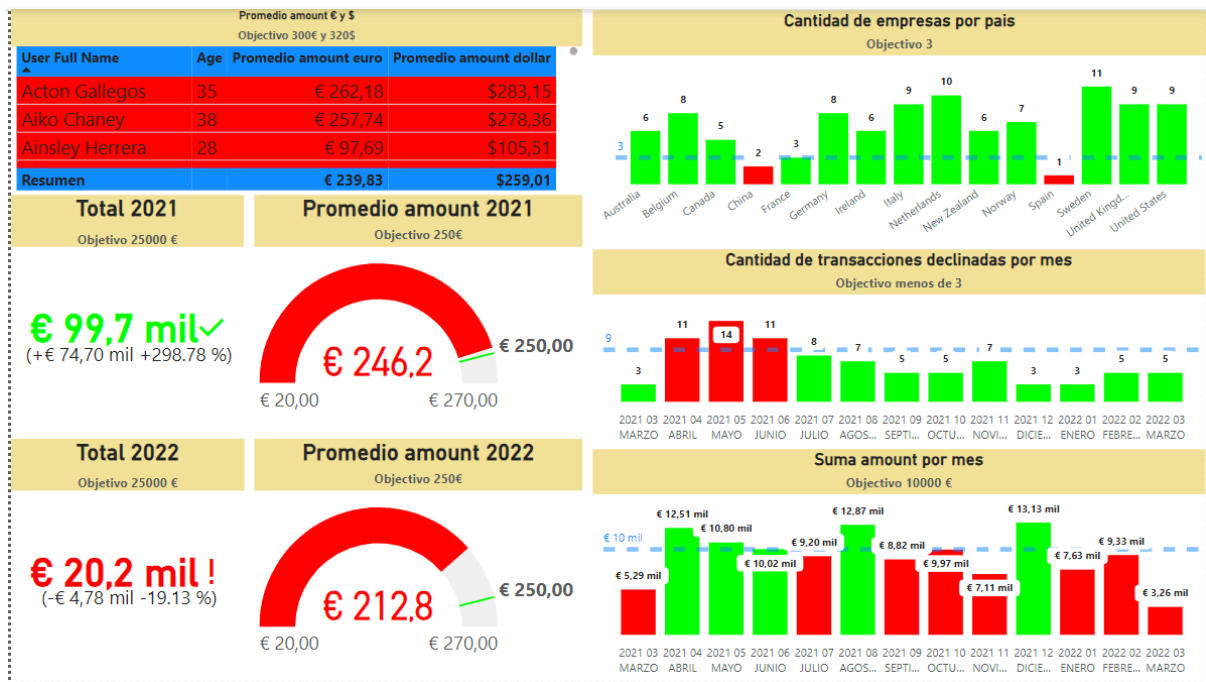 Promedio amount € y $
Objectivo 300€ y 320$
User Full Name Age Promedio amount euro Promedio amount dollar
Acton Gallegos 35 € 262,18 $283,15
Aiko Chaney 38 € 257,74 $278,36
Ainsley Herrera 28 € 97,69 $105,51
Resumen € 239,83 $259,01
Total 2021
Objetivo 25000 €
€ 99,7 mil
(+€ 74,70 mil +298.78 %)
Promedio amount 2021
Objectivo 250€
€ 250,00
€ 246,2
€ 20,00 € 270,00
Total 2022
Objetivo 25000 €
€ 20,2 mil !
(-€ 4,78 mil -19.13 %)
Promedio amount 2022
Objectivo 250€
€ 250,00
€ 212,8
€ 20,00 € 270,00
Cantidad de empresas por pais
Objectivo 3
3
6 8 5 2 3 8 6 9 10 6 7 1 11 9 9
Australia Belgium Canada China France Germany Ireland Italy Netherlands New Zealand Norway Spain Sweden United Kingd... United States
Cantidad de transacciones declinadas por mes
Objectivo menos de 3
9
3 11 14 11 8 7 5 5 7 3 3 5 5
2021 03 2021 04 2021 05 2021 06 2021 07 2021 08 2021 09 2021 10 2021 11 2021 12 2022 01 2022 02 2022 03
MARZO ABRIL MAYO JUNIO JULIO AGOS... SEPTI... OCTU... NOVI... DICIE... ENERO FEBRE... MARZO
Suma amount por mes
Objectivo 10000 €
€ 10 mil
€ 5,29 mil € 12,51 mil € 10,80 mil € 10,02 mil € 9,20 mil € 12,87 mil € 8,82 mil € 9,97 mil € 7,11 mil € 13,13 mil € 7,63 mil € 9,33 mil € 3,26 mil
2021 03 2021 04 2021 05 2021 06 2021 07 2021 08 2021 09 2021 10 2021 11 2021 12 2022 01 2022 02 2022 03
MARZO ABRIL MAYO JUNIO JULIO AGOS... SEPTI... OCTU... NOVI... DICIE... ENERO FEBRE... MARZO